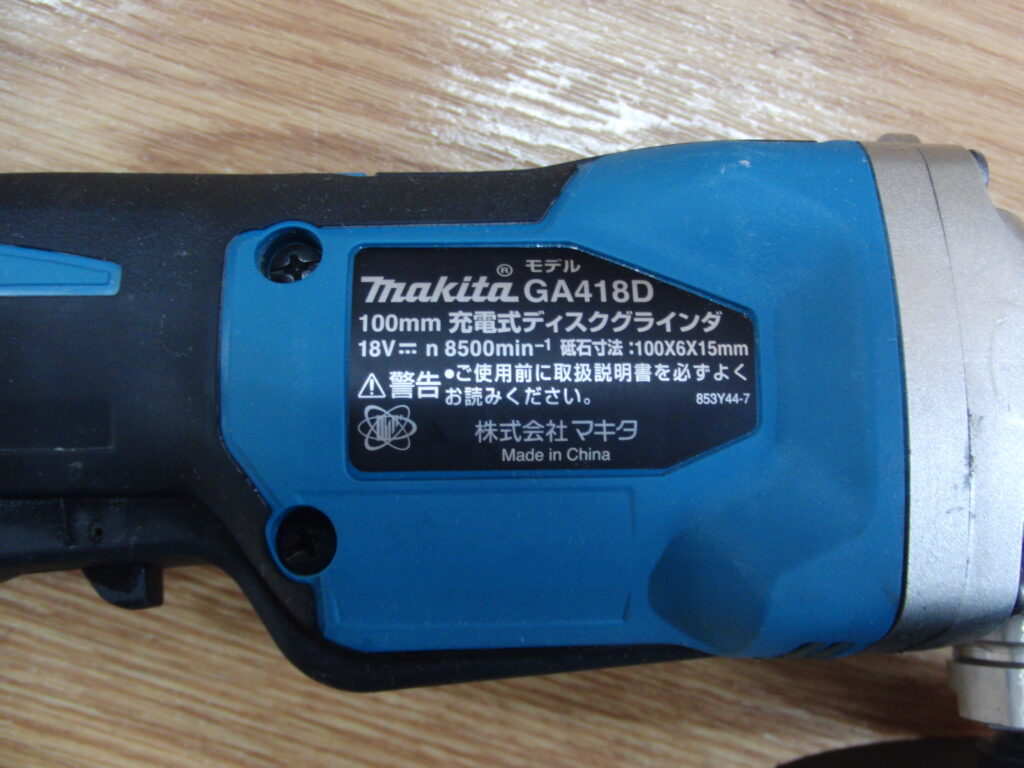 モデル
makita® GA418D
100mm 充電式ディスクグラインダ
18V⎓ n 8500min⁻¹ 砥石寸法:100X6X15mm
⚠警告 •ご使用前に取扱説明書を必ずよく
お読みください。 853Y44-7
株式会社マキタ
Made in China